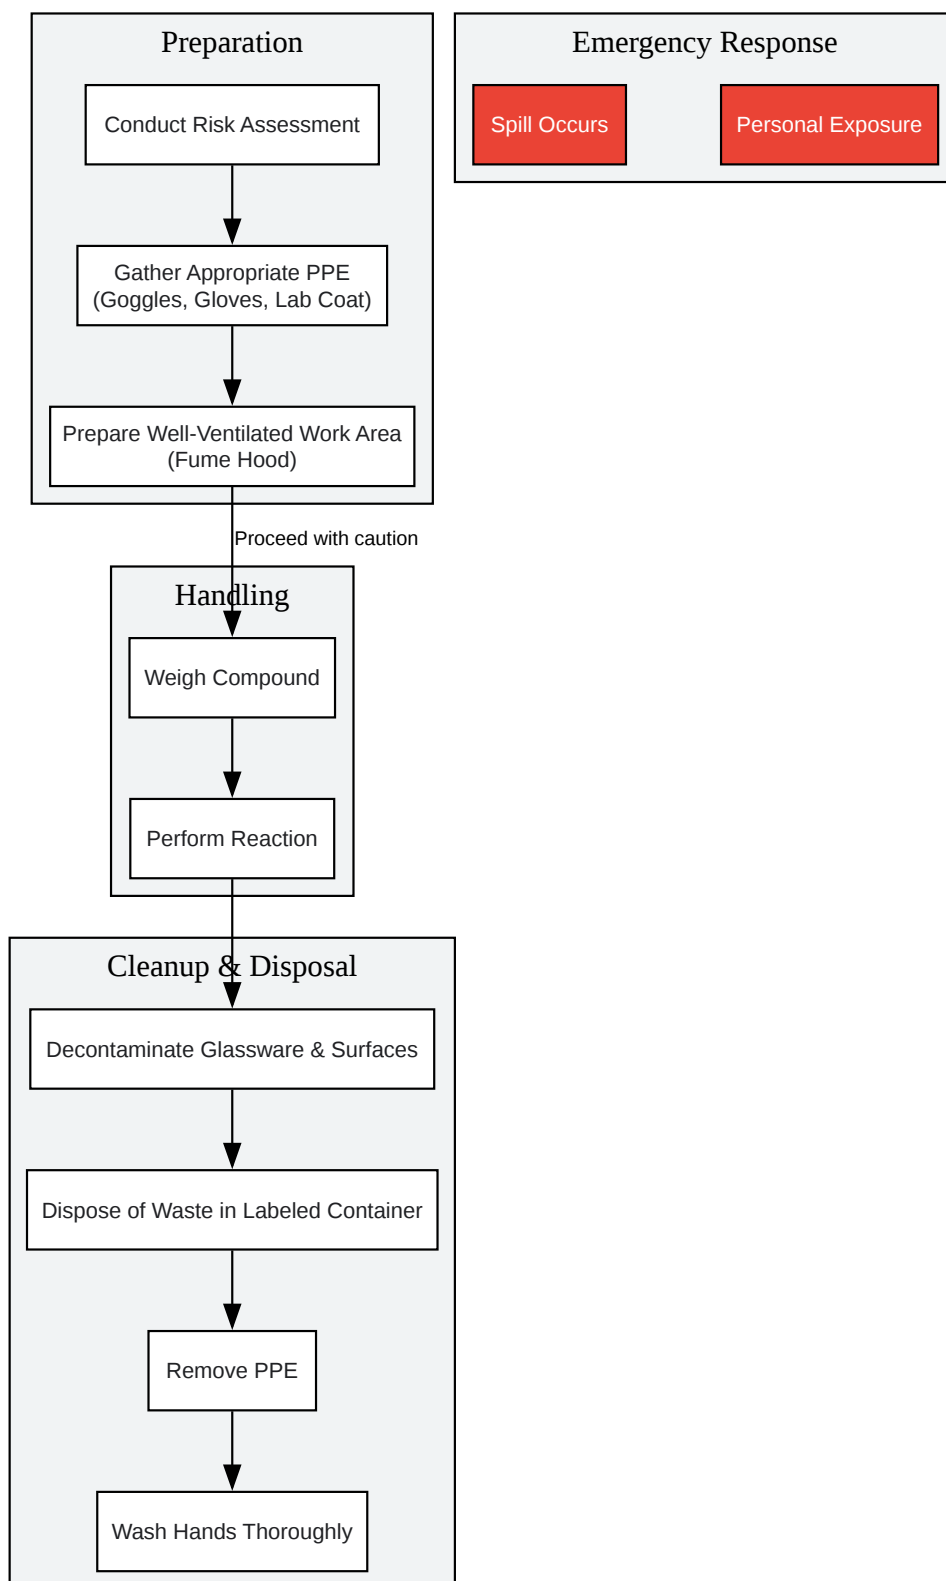 Preparation
Conduct Risk Assessment
Gather Appropriate PPE
(Goggles, Gloves, Lab Coat)
Prepare Well-Ventilated Work Area
(Fume Hood)
Proceed with caution
Handling
Weigh Compound
Perform Reaction
Cleanup & Disposal
Decontaminate Glassware & Surfaces
Dispose of Waste in Labeled Container
Remove PPE
Wash Hands Thoroughly
Emergency Response
Spill Occurs
Personal Exposure